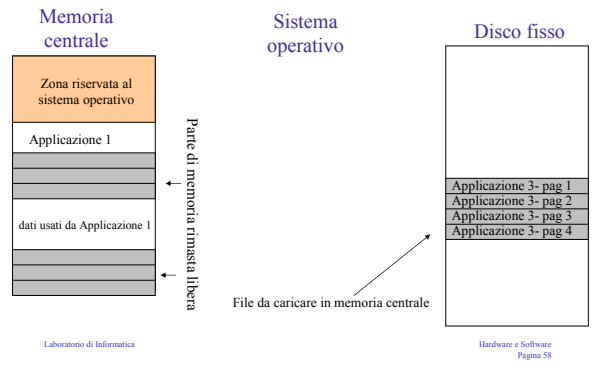 Memoria
centrale
Sistema
operativo
Disco fisso
Zona riservata al
sistema operativo
Applicazione 1
dati usati da Applicazione 1
Parte di memoria rimasta libera
Applicazione 3- pag 1
Applicazione 3- pag 2
Applicazione 3- pag 3
Applicazione 3- pag 4
File da caricare in memoria centrale
Laboratorio di Informatica
Hardware e Software
Pagina 58